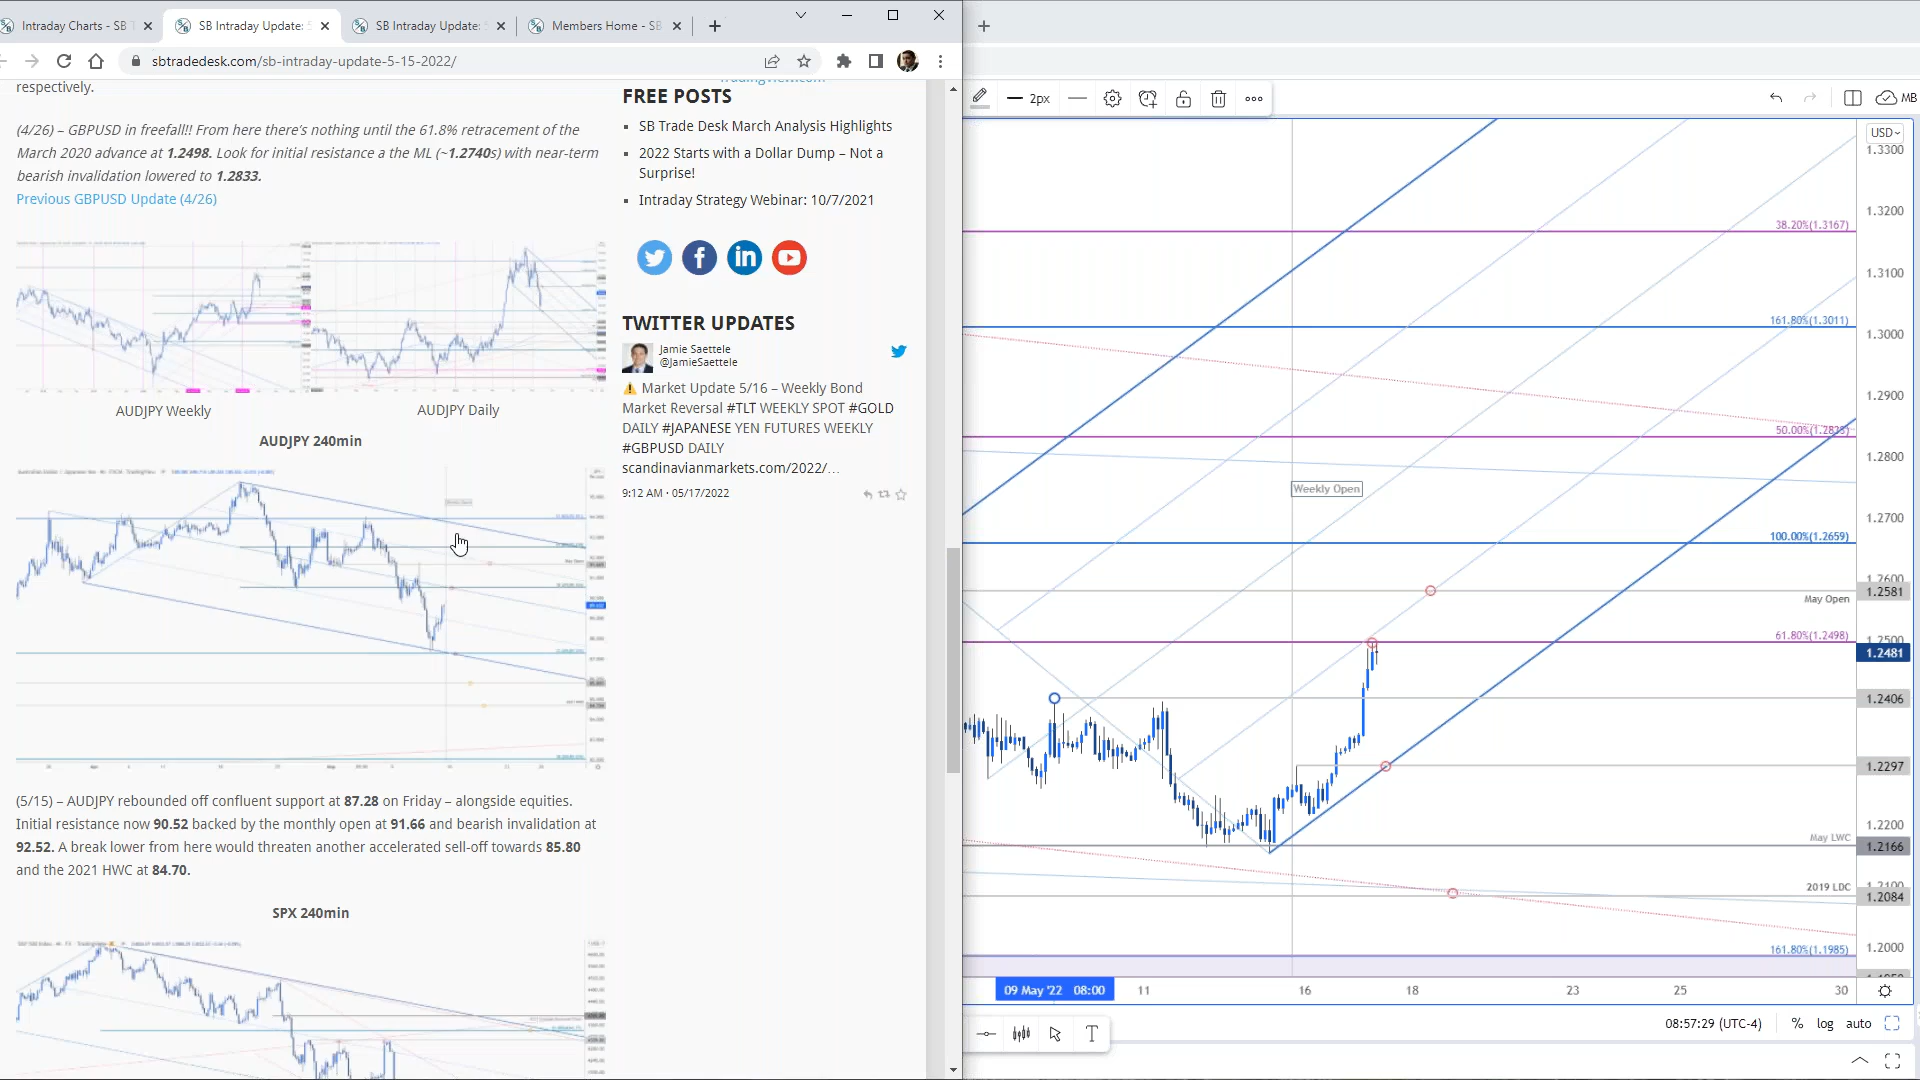 Intraday Charts - SB T
SB Intraday Update: 5
SB Intraday Update:
Members Home - SB
sbtradedesk.com/sb-intraday-update-5-15-2022/
respectively.
(4/26) – GBPUSD in freefall!! From here there's nothing until the 61.8% retracement of the
March 2020 advance at 1.2498. Look for initial resistance a the ML (~1.2740s) with near-term
bearish invalidation lowered to 1.2833.
Previous GBPUSD Update (4/26)
AUDJPY Weekly
AUDJPY Daily
AUDJPY 240min
(5/15) – AUDJPY rebounded off confluent support at 87.28 on Friday – alongside equities.
Initial resistance now 90.52 backed by the monthly open at 91.66 and bearish invalidation at
92.52. A break lower from here would threaten another accelerated sell-off towards 85.80
and the 2021 HWC at 84.70.
SPX 240min
TradingView.com
FREE POSTS
SB Trade Desk March Analysis Highlights
2022 Starts with a Dollar Dump – Not a
Surprise!
Intraday Strategy Webinar: 10/7/2021
TWITTER UPDATES
Jamie Saettele
@JamieSaettele
⚠ Market Update 5/16 – Weekly Bond
Market Reversal #TLT WEEKLY SPOT #GOLD
DAILY #JAPANESE YEN FUTURES WEEKLY
#GBPUSD DAILY
scandinavianmarkets.com/2022/…
9:12 AM · 05/17/2022
2px
MB
USD
1.3300
1.3200
38.20%(1.3167)
1.3100
161.80%(1.3011)
1.3000
1.2900
50.00%(1.2833)
1.2800
Weekly Open
1.2700
100.00%(1.2659)
1.2600
1.2581
May Open
61.80%(1.2498)
1.2500
1.2481
1.2406
1.2297
1.2200
May LWC
1.2166
2019 LDC
1.2100
1.2084
161.80%(1.1985)
1.2000
09 May '22 08:00
11
16
18
23
25
30
08:57:29 (UTC-4)
%
log
auto
T